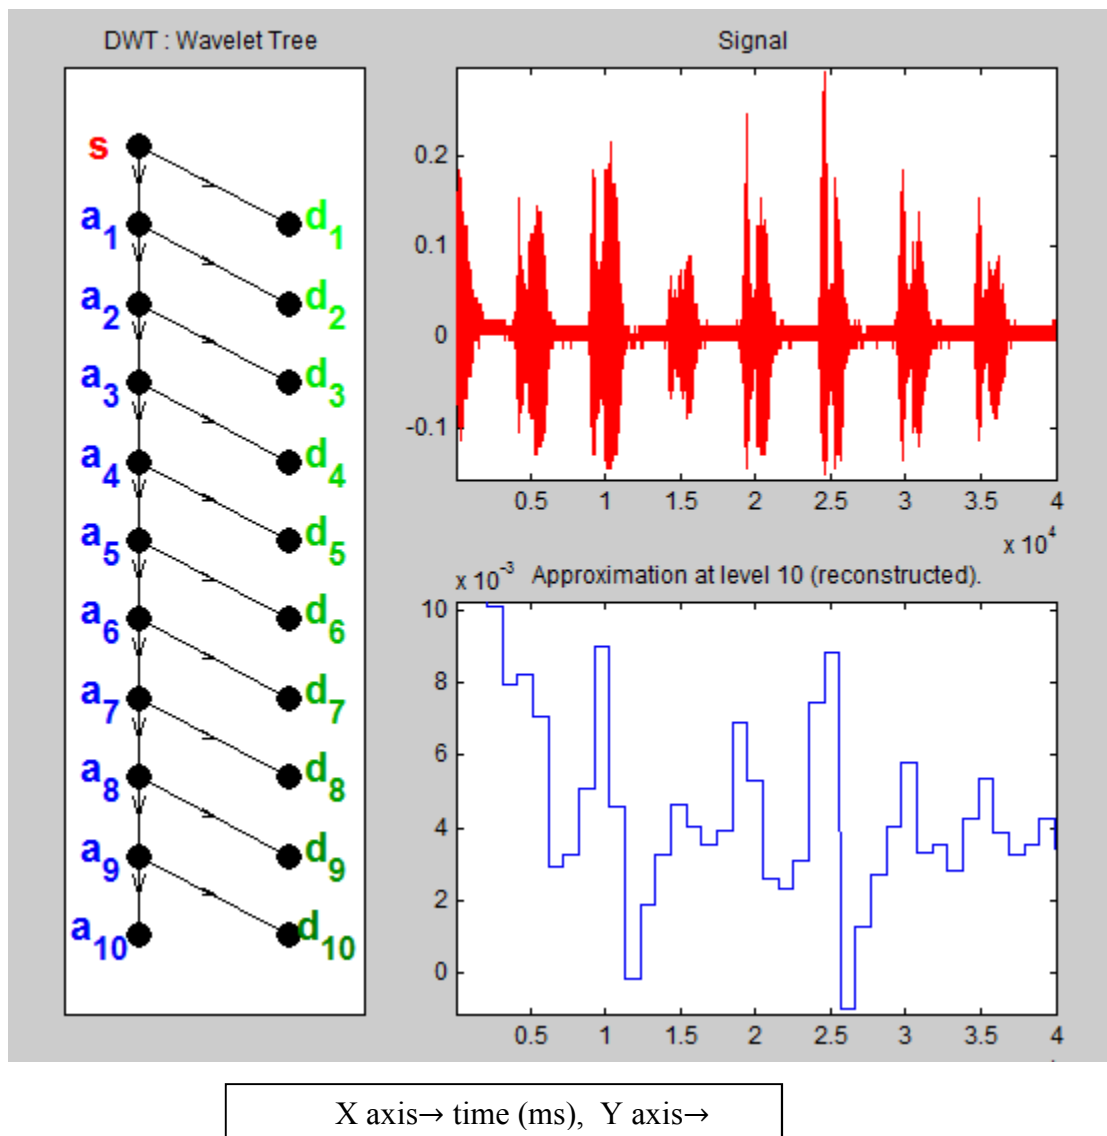 DWT : Wavelet Tree
s
a1 d1
a2 d2
a3 d3
a4 d4
a5 d5
a6 d6
a7 d7
a8 d8
a9 d9
a10 d10
Signal
0.2
0.1
0
-0.1
0.5 1 1.5 2 2.5 3 3.5 4
x 10^4
x 10^-3 Approximation at level 10 (reconstructed).
10
8
6
4
2
0
0.5 1 1.5 2 2.5 3 3.5 4
X axis→ time (ms), Y axis→